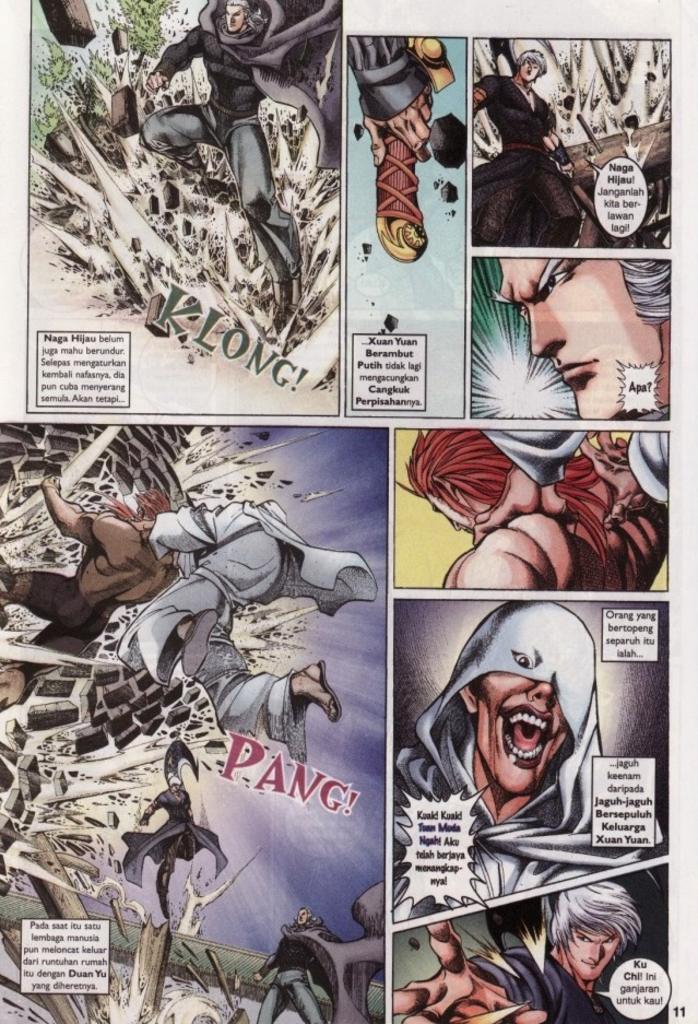 KLONG!
Naga Hijau belum
juga mahu berundur.
Selepas mengaturkan
kembali nafasnya, dia
pun cuba menyerang
semula. Akan tetapi...
...Xuan Yuan
Berambut
Putih tidak lagi
mengacungkan
Cangkuk
Perpisahannya.
Naga
Hijau!
Janganlah
kita ber-
lawan
lagi!
Apa?
PANG!
Pada saat itu satu
lembaga manusia
pun meloncat keluar
dari runtuhan rumah
itu dengan Duan Yu
yang diheretnya.
Orang yang
bertopeng
separuh itu
ialah...
...jaguh
keenam
daripada
Jaguh-jaguh
Bersepuluh
Keluarga
Xuan Yuan.
Kuak! Kuak!
Tuan Muda
Ngah! Aku
telah berjaya
menangkap-
nya!
Ku
Chi! Ini
ganjaran
untuk kau!
11